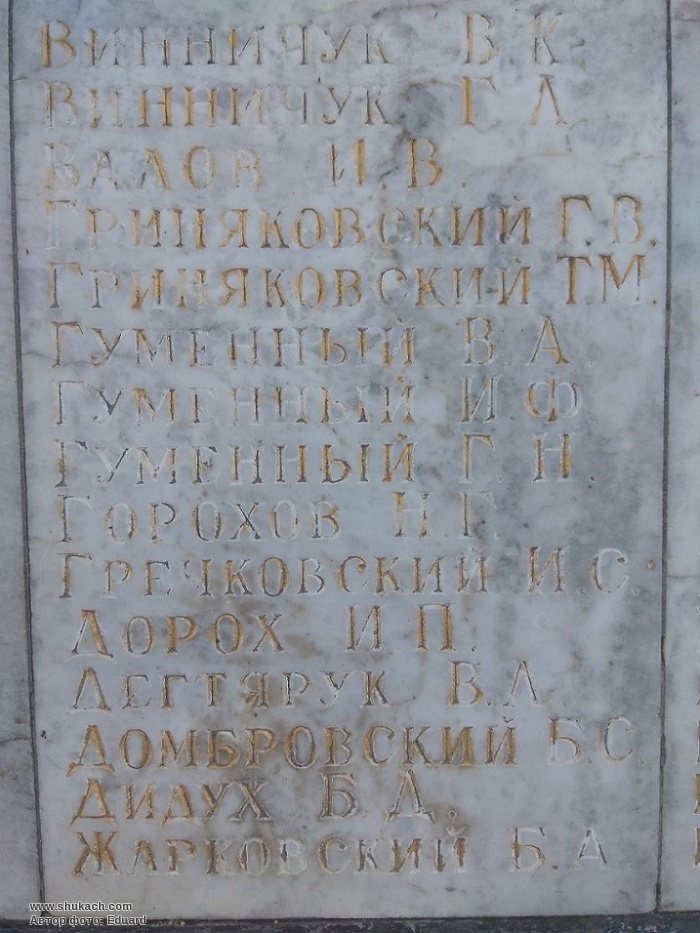 ВИННИЧУК В К
ВИННИЧУК. Г Л
ВАЛОВ И.В.
ГРИНЯКОВСКИЙ Г.В.
ГРИНЯКОВСКИЙ Т.М.
ГУМЕННЫЙ В.А.
ГУМЕННЫЙ И.Ф
ГУМЕННЫЙ Г.Н.
ГОРОХОВ Н.Г.
ГРЕЧКОВСКИЙ И.С.
ДОРОХ И.П.
ДЕГТЯРУК В.Л
ДОМБРОВСКИЙ Б.С
ДИДУХ Б.Д.
ЖАРКОВСКИЙ Б.А
www.shukach.com
Автор фото: Eduard